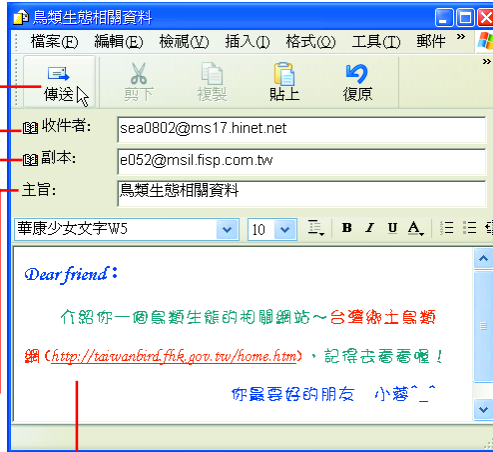 鳥類生態相關資料
檔案(F) 編輯(E) 檢視(V) 插入(I) 格式(O) 工具(T) 郵件 »
»
傳送 剪下 複製 貼上 復原
收件者: sea0802@ms17.hinet.net
副本: e052@msil.fisp.com.tw
主旨: 鳥類生態相關資料
華康少女文字W5 10 B I U A
Dear friend：
介紹你一個鳥類生態的相關網站～台灣鄉土鳥類
網(http://taiwanbird.fhk.gov.tw/home.htm)、記得去看看喔！
你最要好的朋友 小蓉^_^